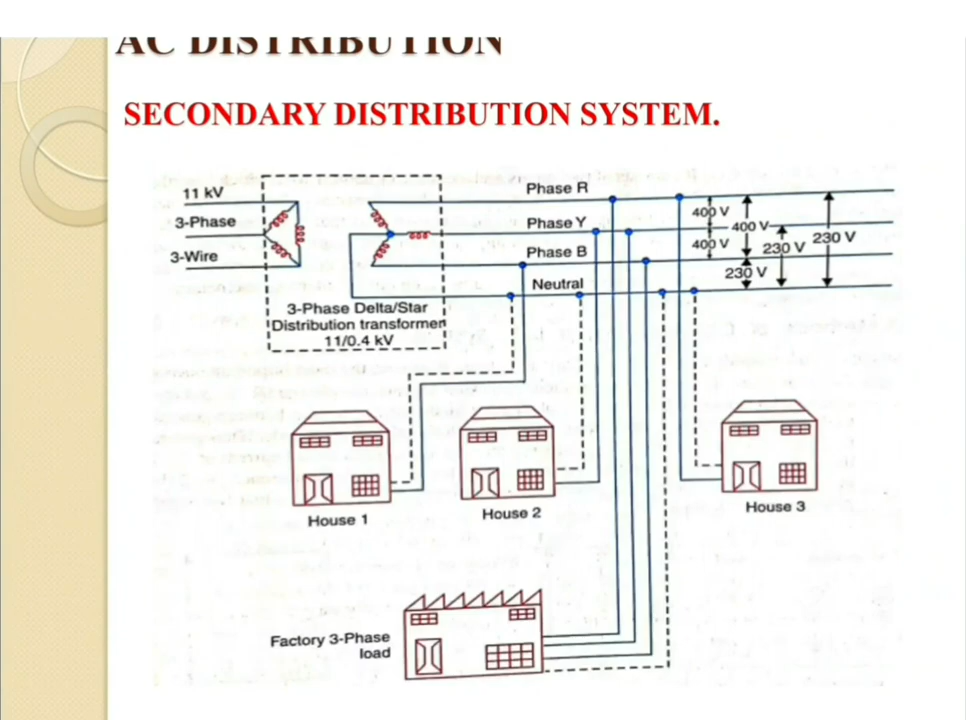 AC DISTRIBUTION
SECONDARY DISTRIBUTION SYSTEM.
11 kV
3-Phase
3-Wire
3-Phase Delta/Star
Distribution transformer
11/0.4 kV
Phase R
Phase Y
Phase B
Neutral
400 V
400 V
400 V
230 V
230 V
230 V
House 1
House 2
House 3
Factory 3-Phase
load